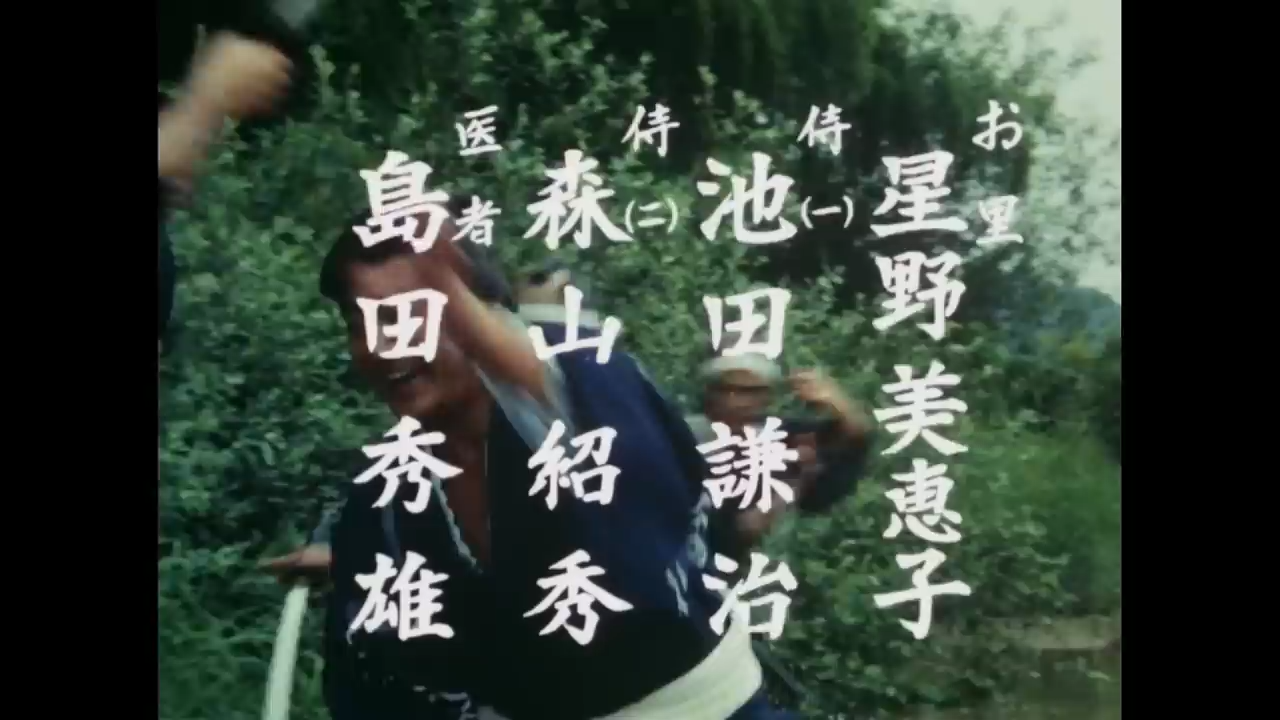 お里
星野美恵子
侍(一)
池田謙治
侍(二)
森山紹秀
医者
島田秀雄